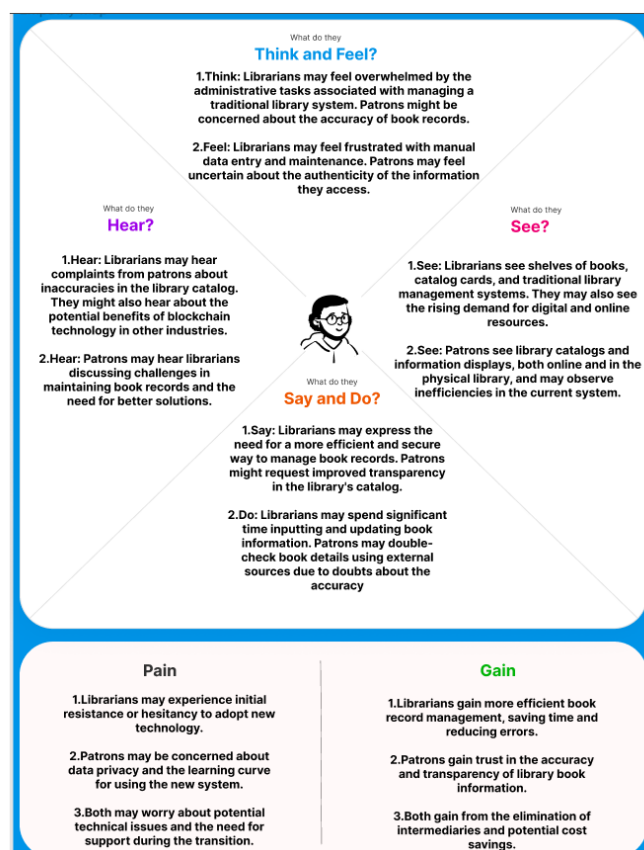 What do they
Think and Feel?
1.Think: Librarians may feel overwhelmed by the
administrative tasks associated with managing a
traditional library system. Patrons might be
concerned about the accuracy of book records.
2.Feel: Librarians may feel frustrated with manual
data entry and maintenance. Patrons may feel
uncertain about the authenticity of the information
they access.
What do they
Hear?
1.Hear: Librarians may hear
complaints from patrons about
inaccuracies in the library catalog.
They might also hear about the
potential benefits of blockchain
technology in other industries.
2.Hear: Patrons may hear librarians
discussing challenges in
maintaining book records and the
need for better solutions.
What do they
See?
1.See: Librarians see shelves of books,
catalog cards, and traditional library
management systems. They may also see
the rising demand for digital and online
resources.
2.See: Patrons see library catalogs and
information displays, both online and in the
physical library, and may observe
inefficiencies in the current system.
What do they
Say and Do?
1.Say: Librarians may express the
need for a more efficient and secure
way to manage book records. Patrons
might request improved transparency
in the library's catalog.
2.Do: Librarians may spend significant
time inputting and updating book
information. Patrons may double-
check book details using external
sources due to doubts about the
accuracy
Pain
1.Librarians may experience initial
resistance or hesitancy to adopt new
technology.
2.Patrons may be concerned about
data privacy and the learning curve
for using the new system.
3.Both may worry about potential
technical issues and the need for
support during the transition.
Gain
1.Librarians gain more efficient book
record management, saving time and
reducing errors.
2.Patrons gain trust in the accuracy
and transparency of library book
information.
3.Both gain from the elimination of
intermediaries and potential cost
savings.